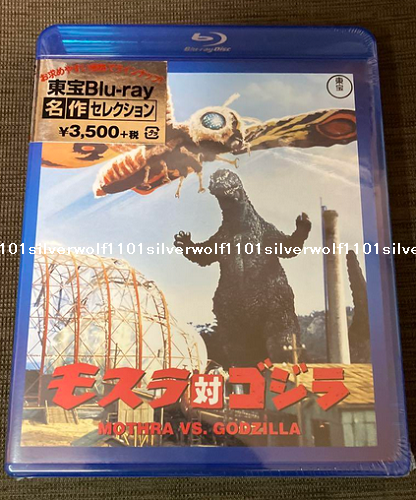 Blu-ray Disc
東宝Blu-ray
名作セレクション
¥3,500+税
東宝
1101silverwolf1101silverwolf1101silverwolf1101silverwolf11
モスラ対ゴジラ
MOTHRA VS. GODZILLA